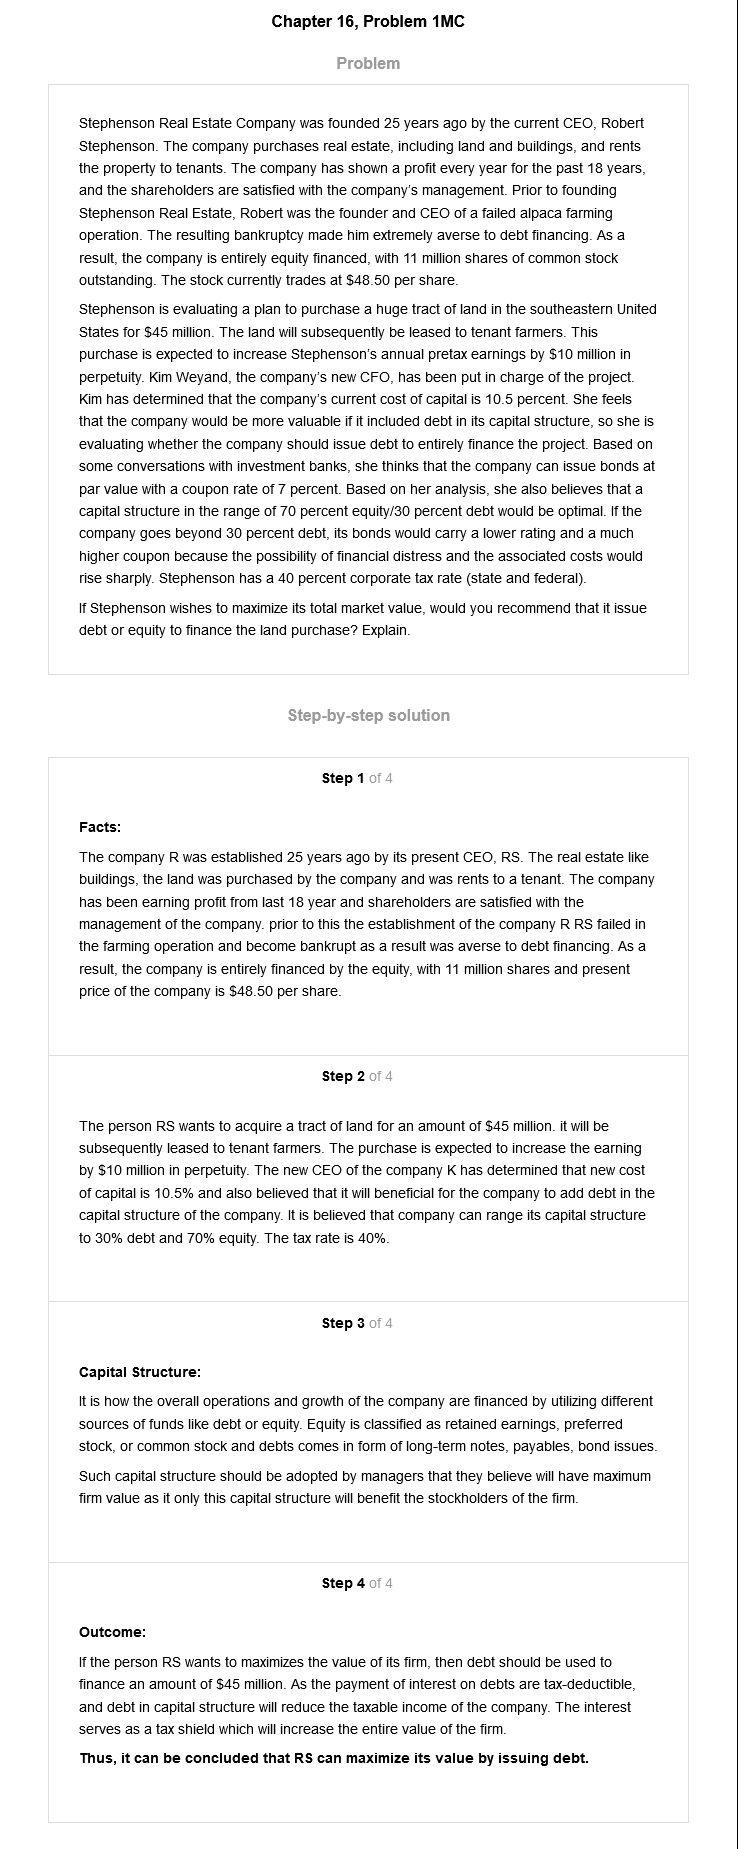 Chapter 16, Problem 1MC
Problem
Stephenson Real Estate Company was founded 25 years ago by the current CEO, Robert
Stephenson. The company purchases real estate, including land and buildings, and rents
the property to tenants. The company has shown a profit every year for the past 18 years,
and the shareholders are satisfied with the company's management. Prior to founding
Stephenson Real Estate, Robert was the founder and CEO of a failed alpaca farming
operation. The resulting bankruptcy made him extremely averse to debt financing. As a
result, the company is entirely equity financed, with 11 million shares of common stock
outstanding. The stock currently trades at $48.50 per share.
Stephenson is evaluating a plan to purchase a huge tract of land in the southeastern United
States for $45 million. The land will subsequently be leased to tenant farmers. This
purchase is expected to increase Stephenson's annual pretax earnings by $10 million in
perpetuity. Kim Weyand, the company's new CFO, has been put in charge of the project.
Kim has determined that the company's current cost of capital is 10.5 percent. She feels
that the company would be more valuable if it included debt in its capital structure, so she is
evaluating whether the company should issue debt to entirely finance the project. Based on
some conversations with investment banks, she thinks that the company can issue bonds at
par value with a coupon rate of 7 percent. Based on her analysis, she also believes that a
capital structure in the range of 70 percent equity/30 percent debt would be optimal. If the
company goes beyond 30 percent debt, its bonds would carry a lower rating and a much
higher coupon because the possibility of financial distress and the associated costs would
rise sharply. Stephenson has a 40 percent corporate tax rate (state and federal).
If Stephenson wishes to maximize its total market value, would you recommend that it issue
debt or equity to finance the land purchase? Explain.
Step-by-step solution
Step 1 of 4
Facts:
The company R was established 25 years ago by its present CEO, RS. The real estate like
buildings, the land was purchased by the company and was rents to a tenant. The company
has been earning profit from last 18 year and shareholders are satisfied with the
management of the company. prior to this the establishment of the company R RS failed in
the farming operation and become bankrupt as a result was averse to debt financing. As a
result, the company is entirely financed by the equity, with 11 million shares and present
price of the company is $48.50 per share.
Step 2 of 4
The person RS wants to acquire a tract of land for an amount of $45 million. it will be
subsequently leased to tenant farmers. The purchase is expected to increase the earning
by $10 million in perpetuity. The new CEO of the company K has determined that new cost
of capital is 10.5% and also believed that it will beneficial for the company to add debt in the
capital structure of the company. It is believed that company can range its capital structure
to 30% debt and 70% equity. The tax rate is 40%.
Step 3 of 4
Capital Structure:
It is how the overall operations and growth of the company are financed by utilizing different
sources of funds like debt or equity. Equity is classified as retained earnings, preferred
stock, or common stock and debts comes in form of long-term notes, payables, bond issues.
Such capital structure should be adopted by managers that they believe will have maximum
firm value as it only this capital structure will benefit the stockholders of the firm.
Step 4 of 4
Outcome:
If the person RS wants to maximizes the value of its firm, then debt should be used to
finance an amount of $45 million. As the payment of interest on debts are tax-deductible,
and debt in capital structure will reduce the taxable income of the company. The interest
serves as a tax shield which will increase the entire value of the firm.
Thus, it can be concluded that RS can maximize its value by issuing debt.